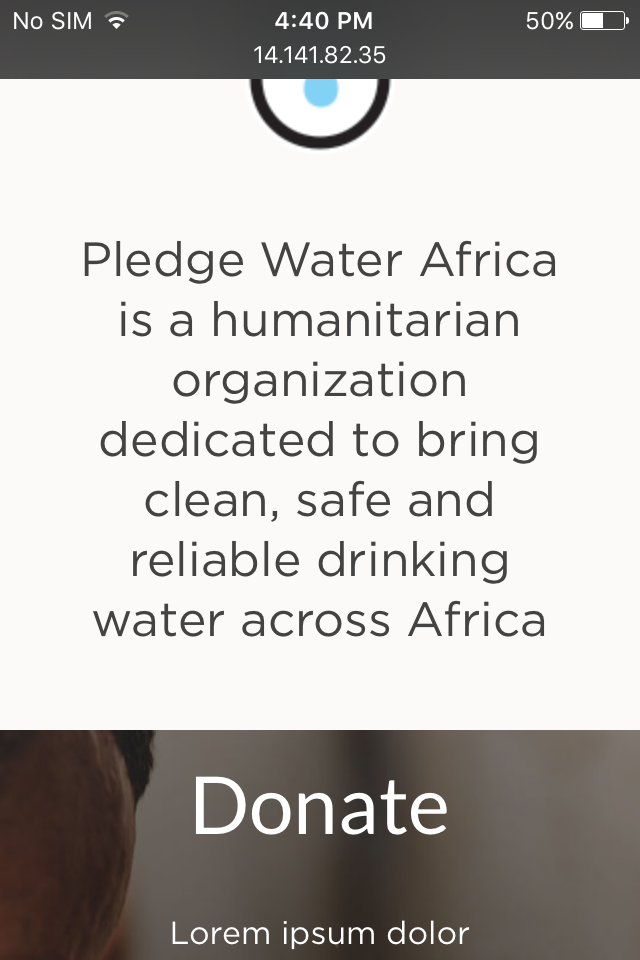 No SIM 4:40 PM 50%
14.141.82.35
Pledge Water Africa
is a humanitarian
organization
dedicated to bring
clean, safe and
reliable drinking
water across Africa
Donate
Lorem ipsum dolor